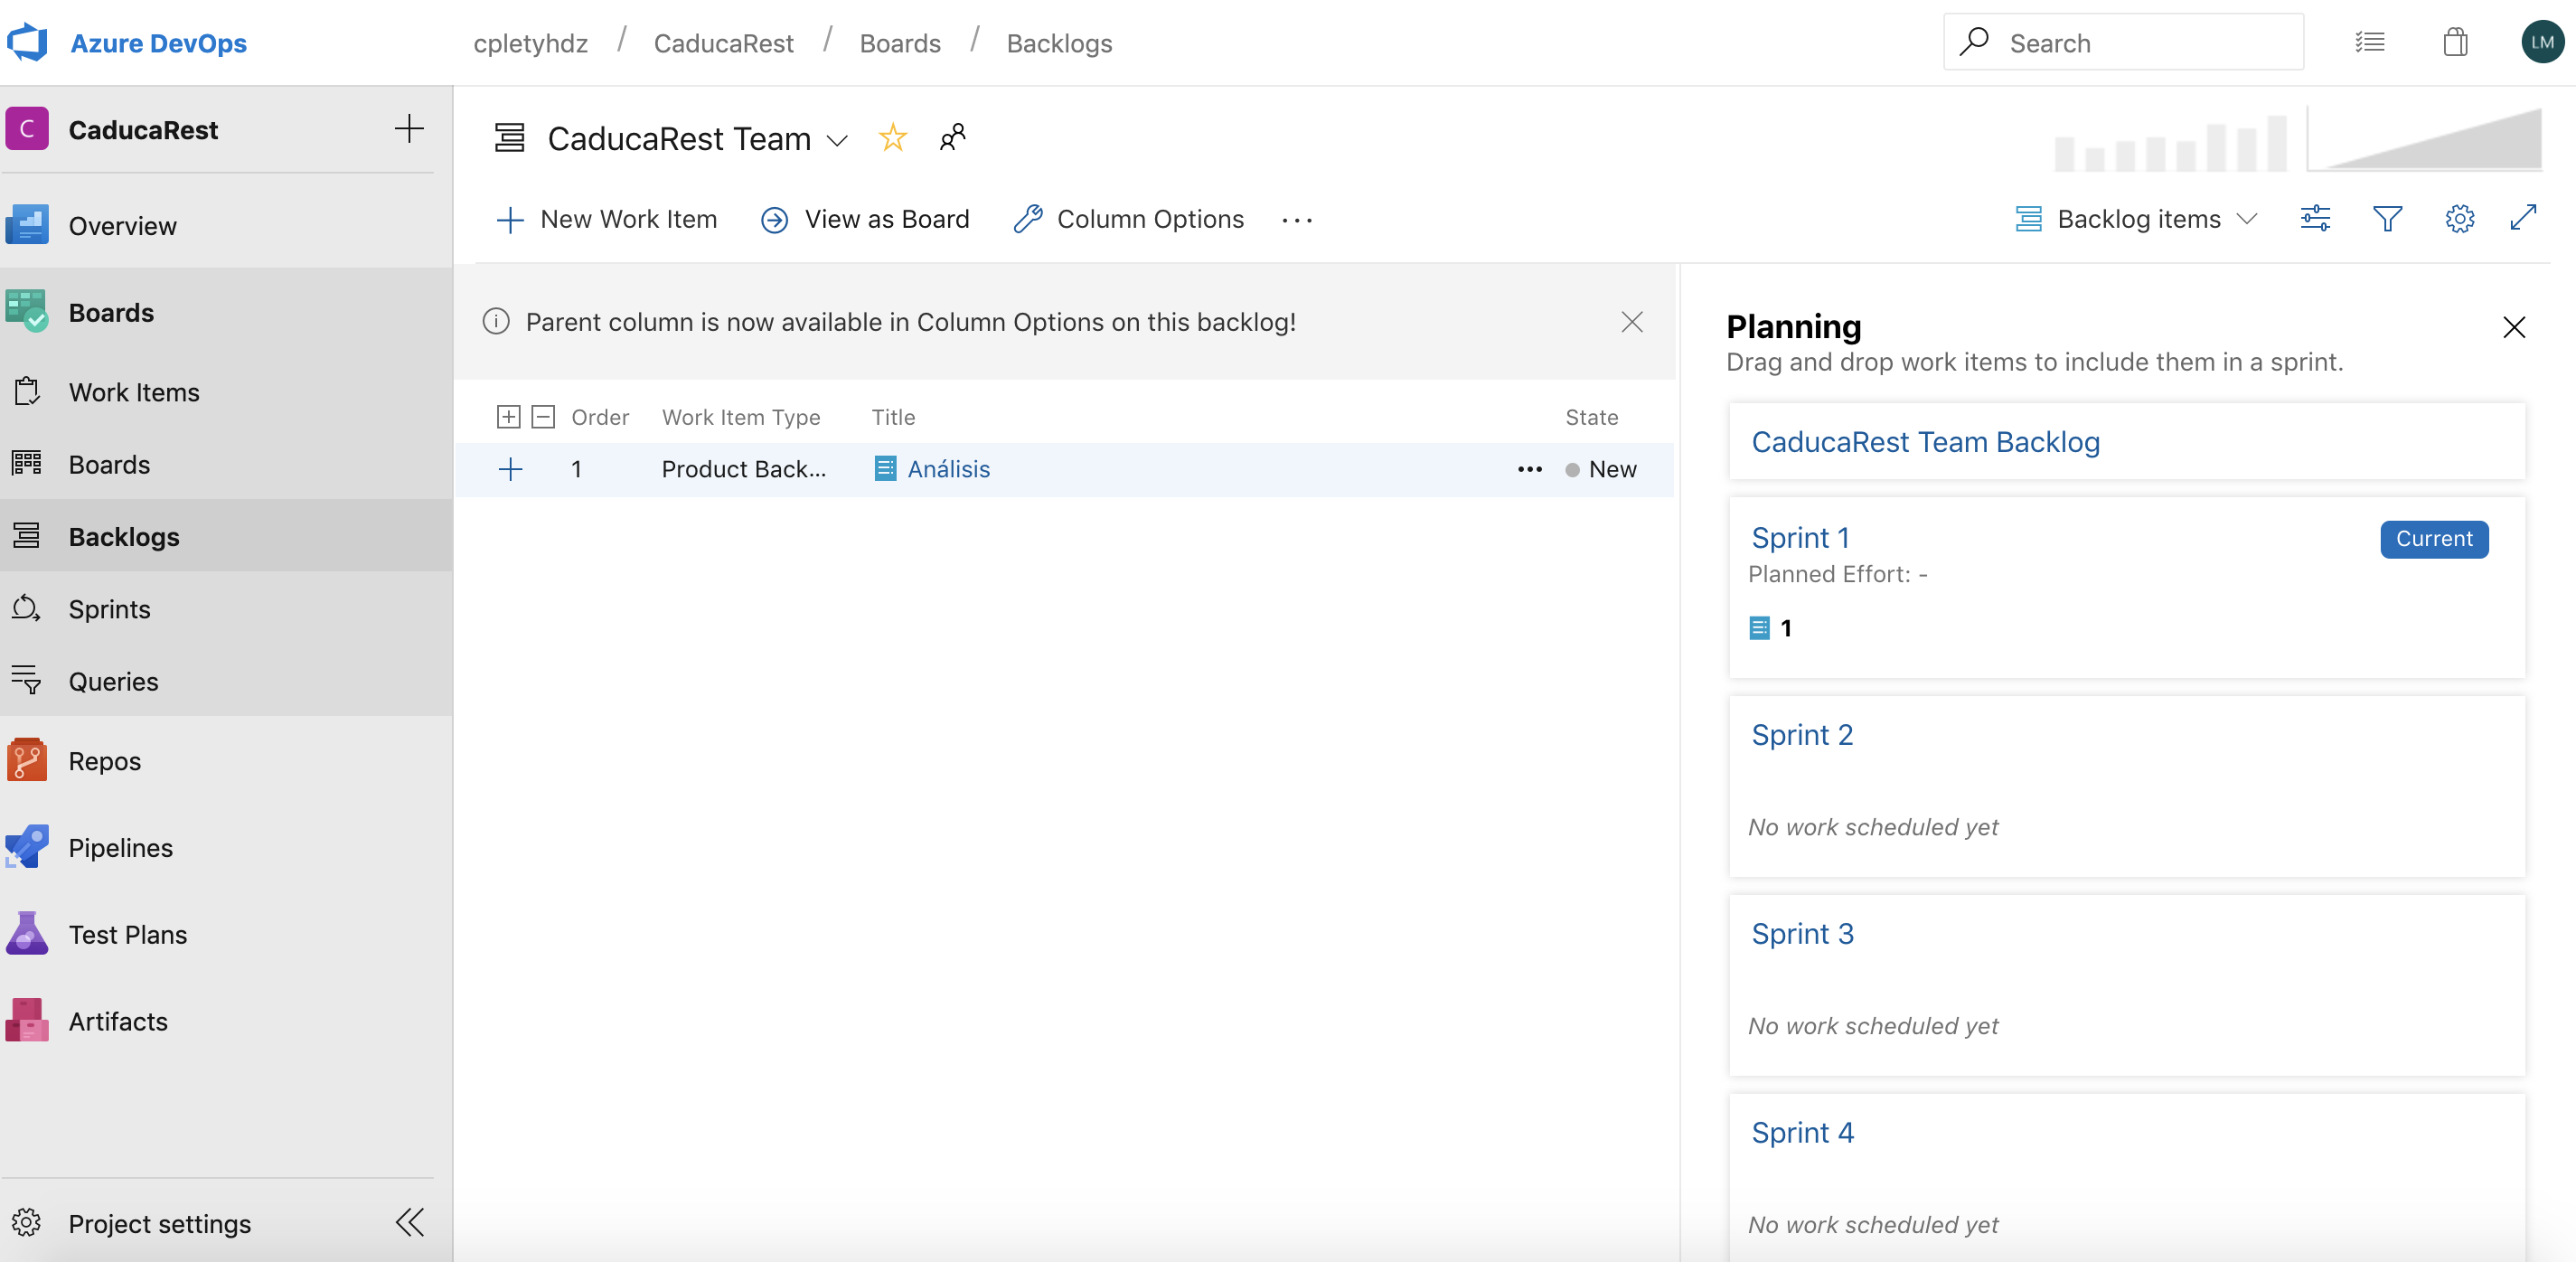 Azure DevOps
cpletyhdz / CaducaRest / Boards / Backlogs
Search
LM
C CaducaRest
Overview
Boards
Work Items
Boards
Backlogs
Sprints
Queries
Repos
Pipelines
Test Plans
Artifacts
Project settings
CaducaRest Team
New Work Item View as Board Column Options ...
Backlog items
Parent column is now available in Column Options on this backlog!
Order Work Item Type Title State
1 Product Back... Análisis ... New
Planning
Drag and drop work items to include them in a sprint.
CaducaRest Team Backlog
Sprint 1 Current
Planned Effort: -
1
Sprint 2
No work scheduled yet
Sprint 3
No work scheduled yet
Sprint 4
No work scheduled yet